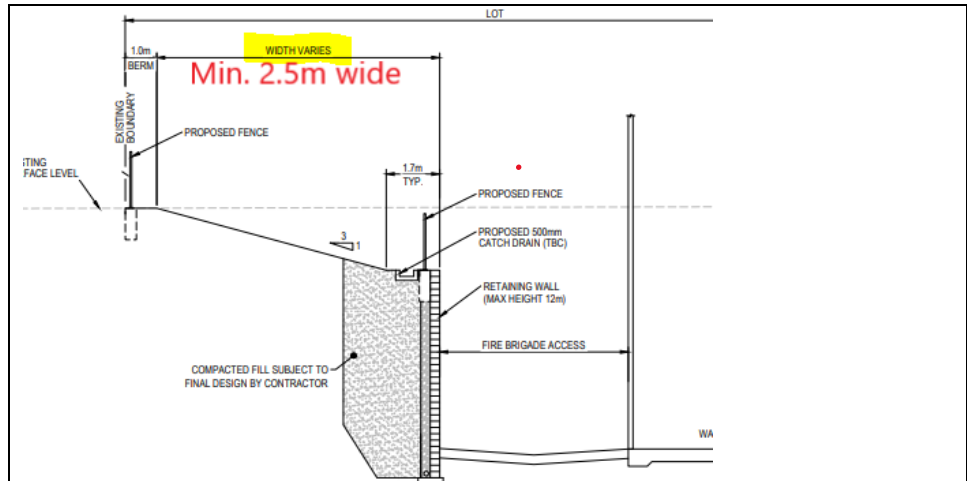 LOT
1.0m
WIDTH VARIES
BERM
Min. 2.5m wide
EXISTING
BOUNDARY
PROPOSED FENCE
STING
FACE LEVEL
1.7m
TYP.
PROPOSED FENCE
3
1
PROPOSED 500mm
CATCH DRAIN (TBC)
RETAINING WALL
(MAX HEIGHT 12m)
FIRE BRIGADE ACCESS
COMPACTED FILL SUBJECT TO
FINAL DESIGN BY CONTRACTOR
WA